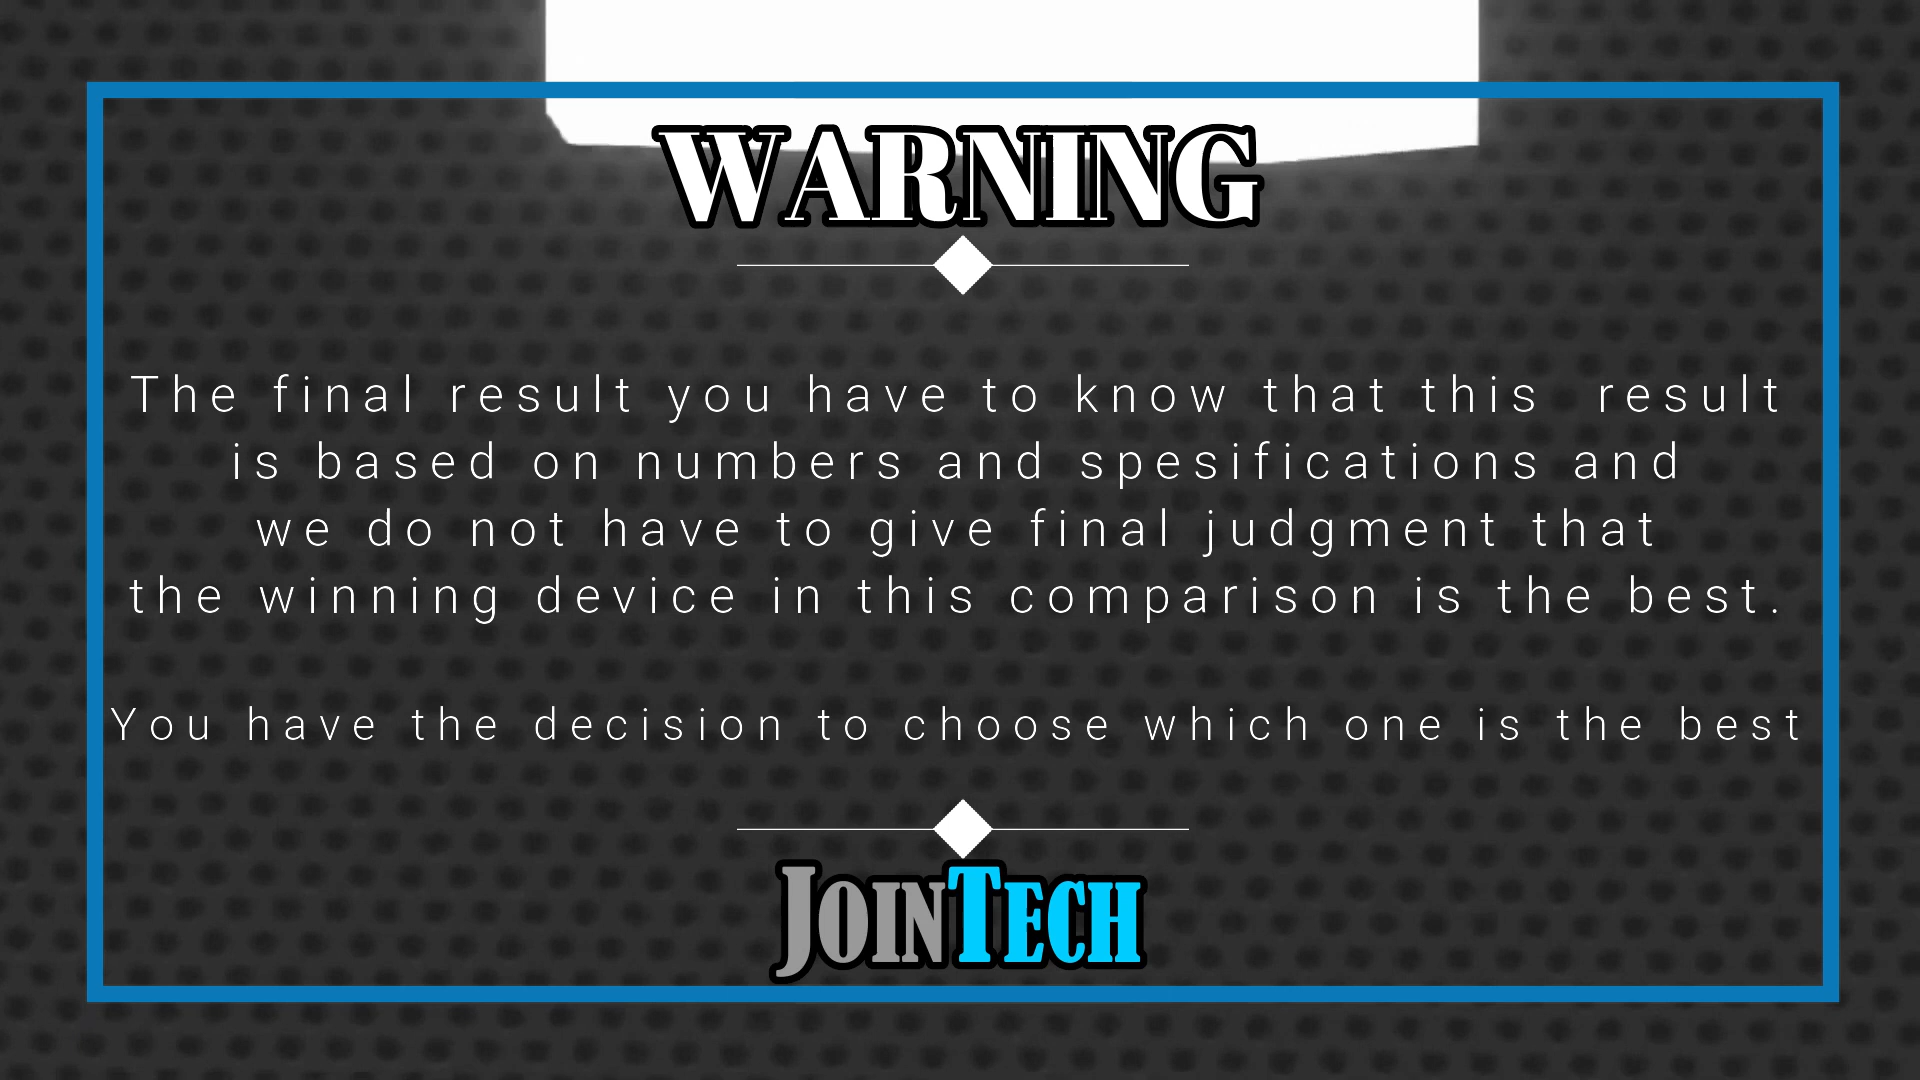 WARNING
The final result you have to know that this result
is based on numbers and spesifications and
we do not have to give final judgment that
the winning device in this comparison is the best.
You have the decision to choose which one is the best
JOINTECH